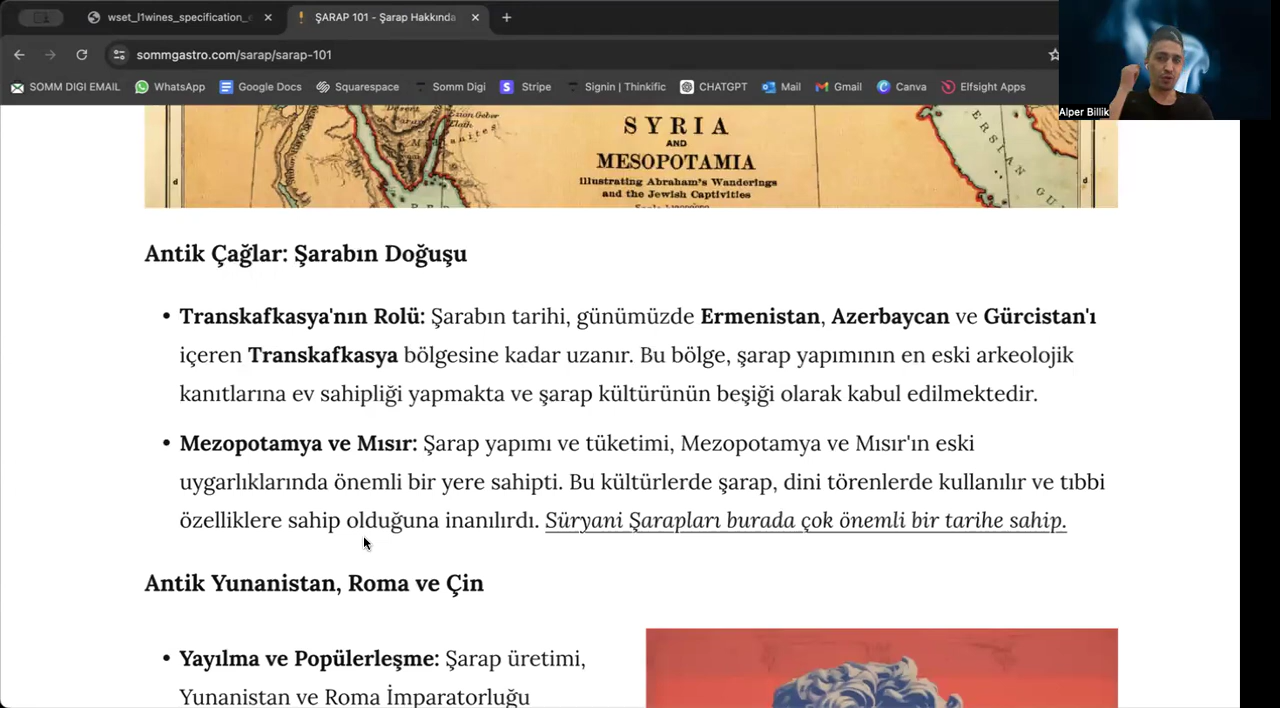 wset_l1wines_specification_
ŞARAP 101 - Şarap Hakkında
sommgastro.com/sarap/sarap-101
SOMM DIGI EMAIL
WhatsApp
Google Docs
Squarespace
Somm Digi
Stripe
Signin | Thinkific
CHATGPT
Mail
Gmail
Canva
Elfsight Apps
Alper Billik
SYRIA
AND
MESOPOTAMIA
illustrating Abraham's Wanderings
and the Jewish Captivities
d
d
Antik Çağlar: Şarabın Doğuşu
• Transkafkasya'nın Rolü: Şarabın tarihi, günümüzde Ermenistan, Azerbaycan ve Gürcistan'ı
içeren Transkafkasya bölgesine kadar uzanır. Bu bölge, şarap yapımının en eski arkeolojik
kanıtlarına ev sahipliği yapmakta ve şarap kültürünün beşiği olarak kabul edilmektedir.
• Mezopotamya ve Mısır: Şarap yapımı ve tüketimi, Mezopotamya ve Mısır'ın eski
uygarlıklarında önemli bir yere sahipti. Bu kültürlerde şarap, dini törenlerde kullanılır ve tıbbi
özelliklere sahip olduğuna inanılırdı. Süryani Şarapları burada çok önemli bir tarihe sahip.
Antik Yunanistan, Roma ve Çin
• Yayılma ve Popülerleşme: Şarap üretimi,
Yunanistan ve Roma İmparatorluğu